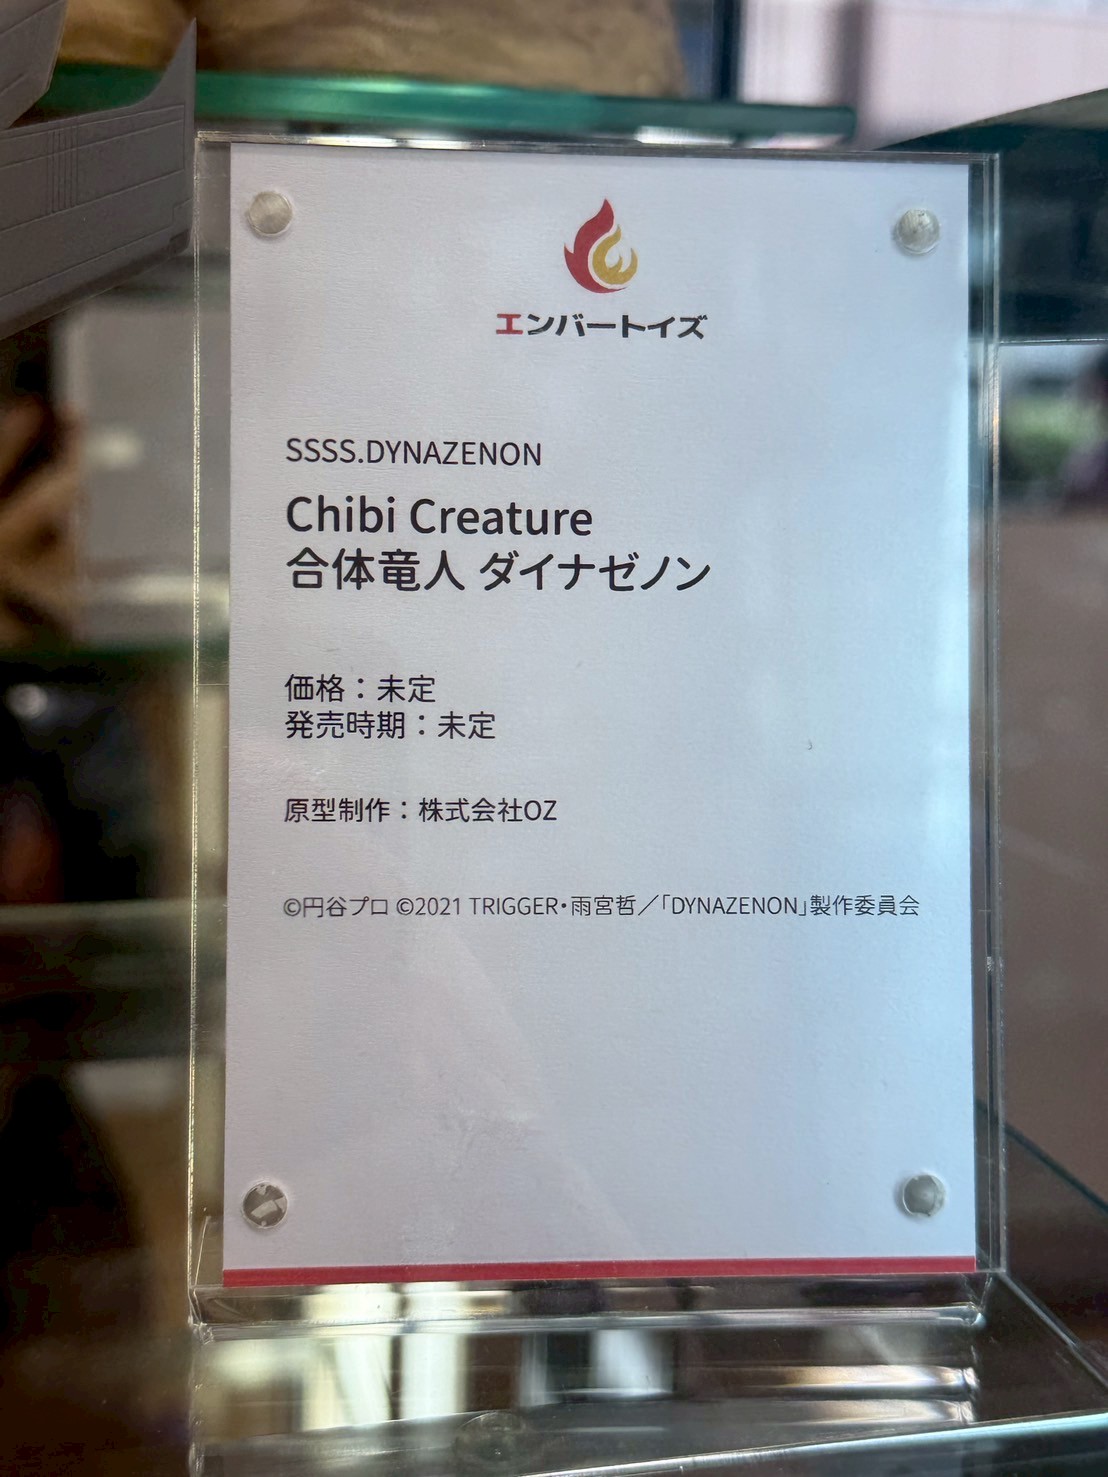 エンバートイズ
SSSS.DYNAZENON
Chibi Creature
合体竜人 ダイナゼノン
価格：未定
発売時期：未定
原型制作：株式会社OZ
©円谷プロ ©2021 TRIGGER・雨宮哲／「DYNAZENON」製作委員会